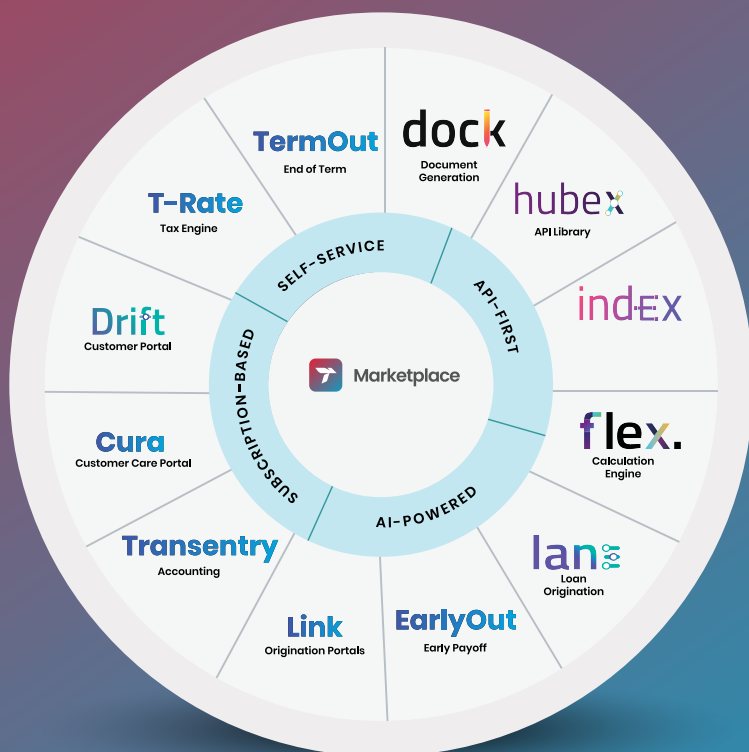 dock
Document
Generation
hubex
API Library
indEX
flex.
Calculation
Engine
lane
Loan
Origination
EarlyOut
Early Payoff
Link
Origination Portals
Transentry
Accounting
Cura
Customer Care Portal
Drift
Customer Portal
T-Rate
Tax Engine
TermOut
End of Term
SELF-SERVICE
API-FIRST
AI-POWERED
SUBSCRIPTION-BASED
Marketplace